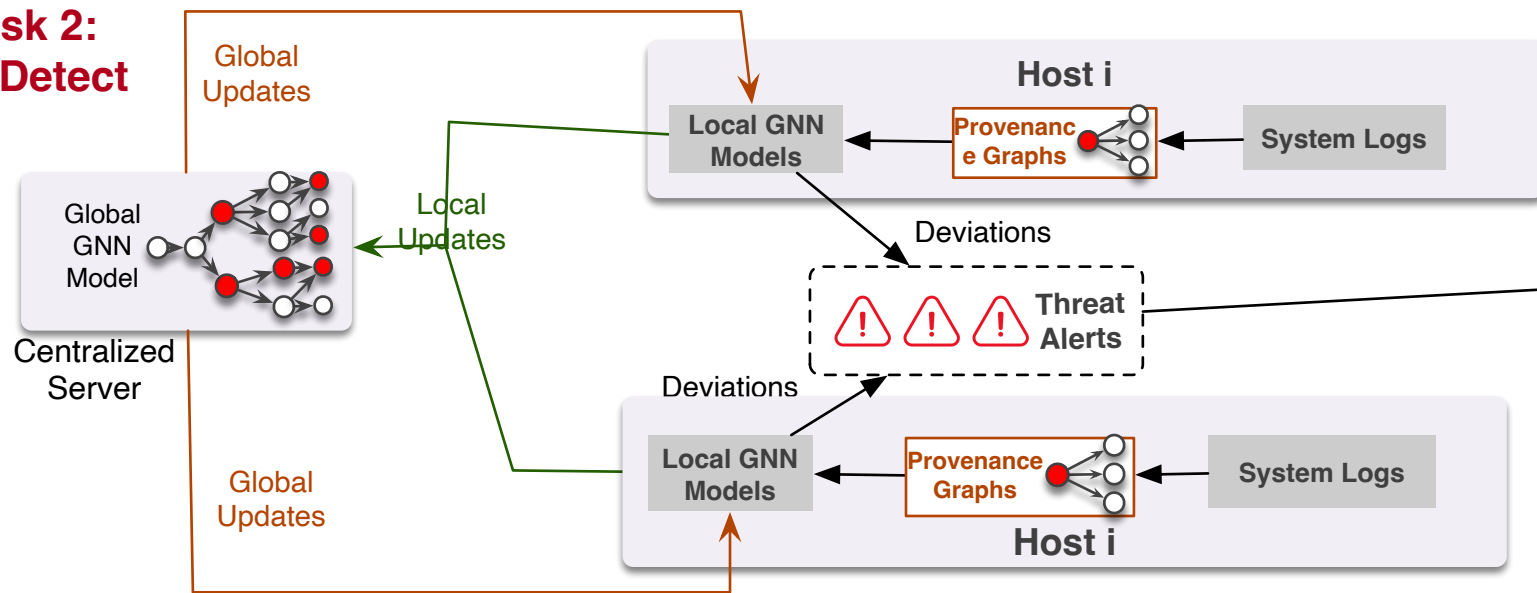 sk 2:
Detect
Global
Updates
Host i
Local GNN
Models
Provenanc
e Graphs
System Logs
Global
GNN
Model
Local
Updates
Deviations
Threat
Alerts
Centralized
Server
Deviations
Local GNN
Models
Provenance
Graphs
System Logs
Global
Updates
Host i